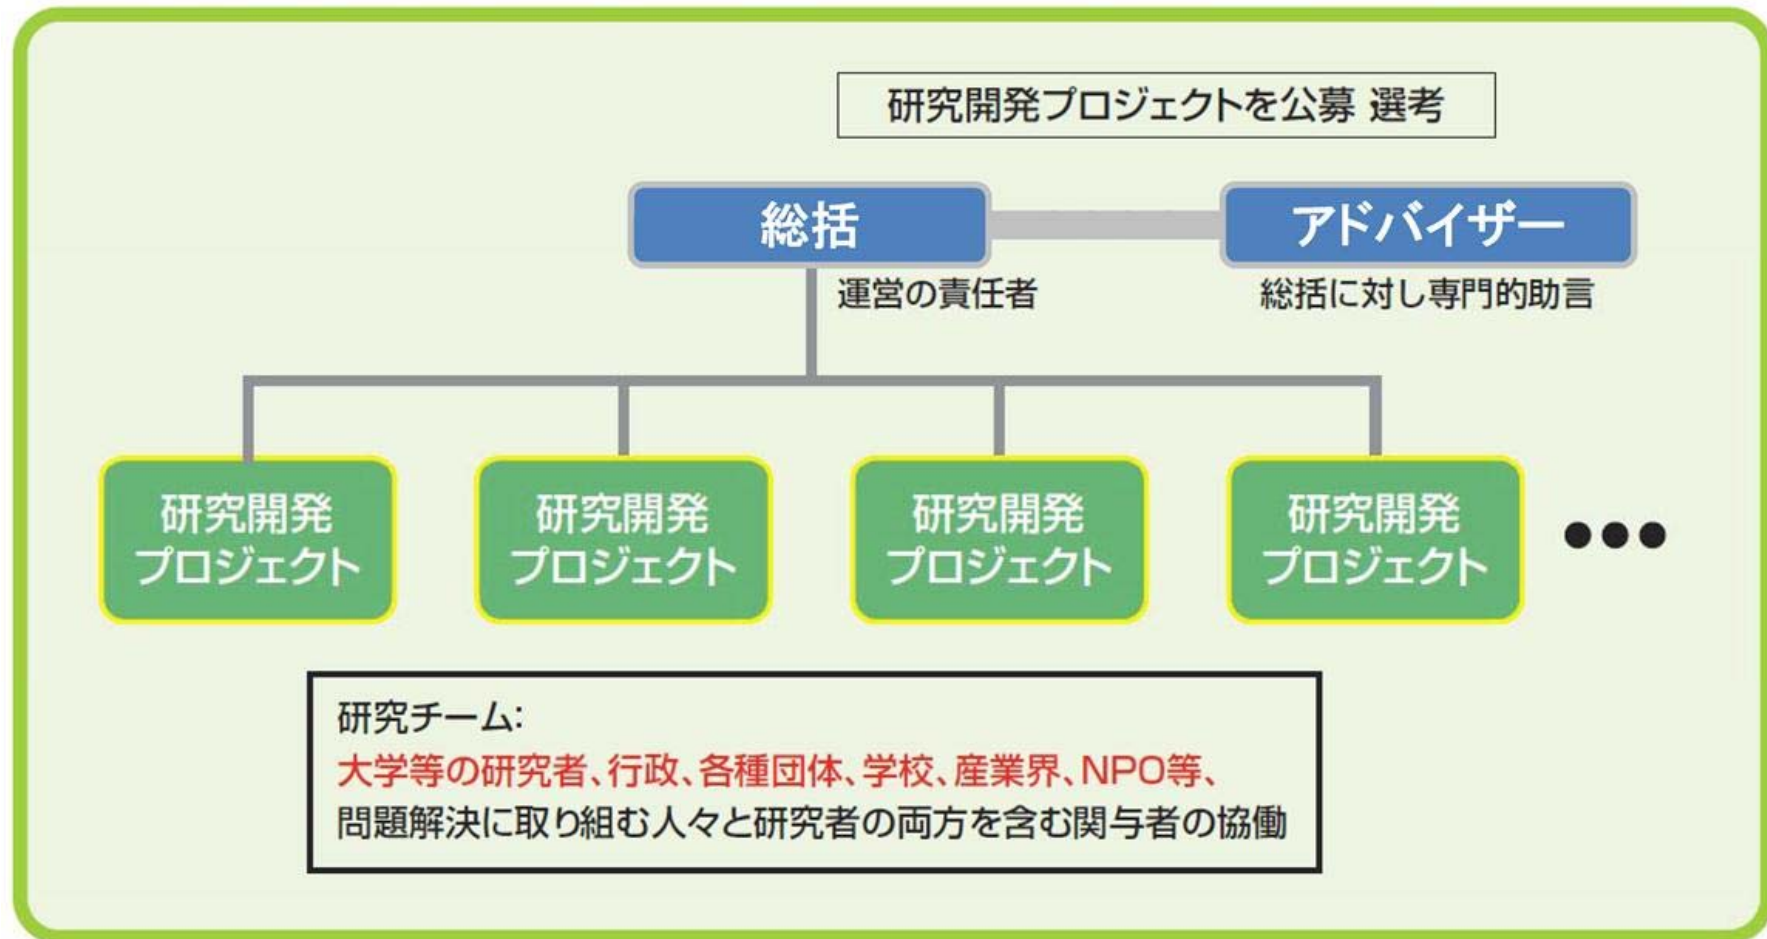 研究開発プロジェクトを公募 選考
総括
アドバイザー
運営の責任者
総括に対し専門的助言
研究開発
プロジェクト
研究開発
プロジェクト
研究開発
プロジェクト
研究開発
プロジェクト
●●●
研究チーム:
大学等の研究者、行政、各種団体、学校、産業界、NPO等、
問題解決に取り組む人々と研究者の両方を含む関与者の協働